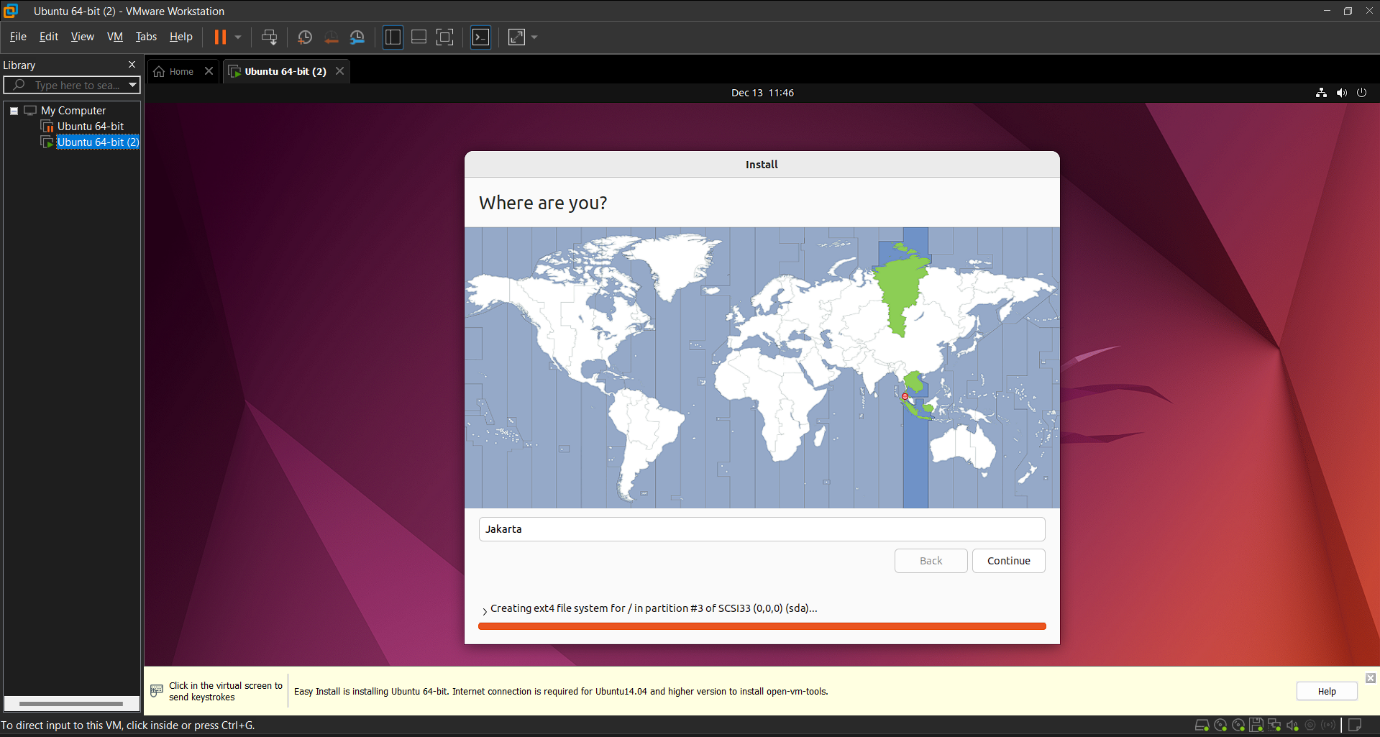 Ubuntu 64-bit (2) - VMware Workstation
File Edit View VM Tabs Help
Library
Type here to sea...
Home
Ubuntu 64-bit (2)
My Computer
Ubuntu 64-bit
Ubuntu 64-bit (2)
Dec 13 11:46
Install
Where are you?
Jakarta
Back
Continue
Creating ext4 file system for / in partition #3 of SCSI33 (0,0,0) (sda)...
Click in the virtual screen to
send keystrokes
Easy Install is installing Ubuntu 64-bit. Internet connection is required for Ubuntu14.04 and higher version to install open-vm-tools.
Help
To direct input to this VM, click inside or press Ctrl+G.